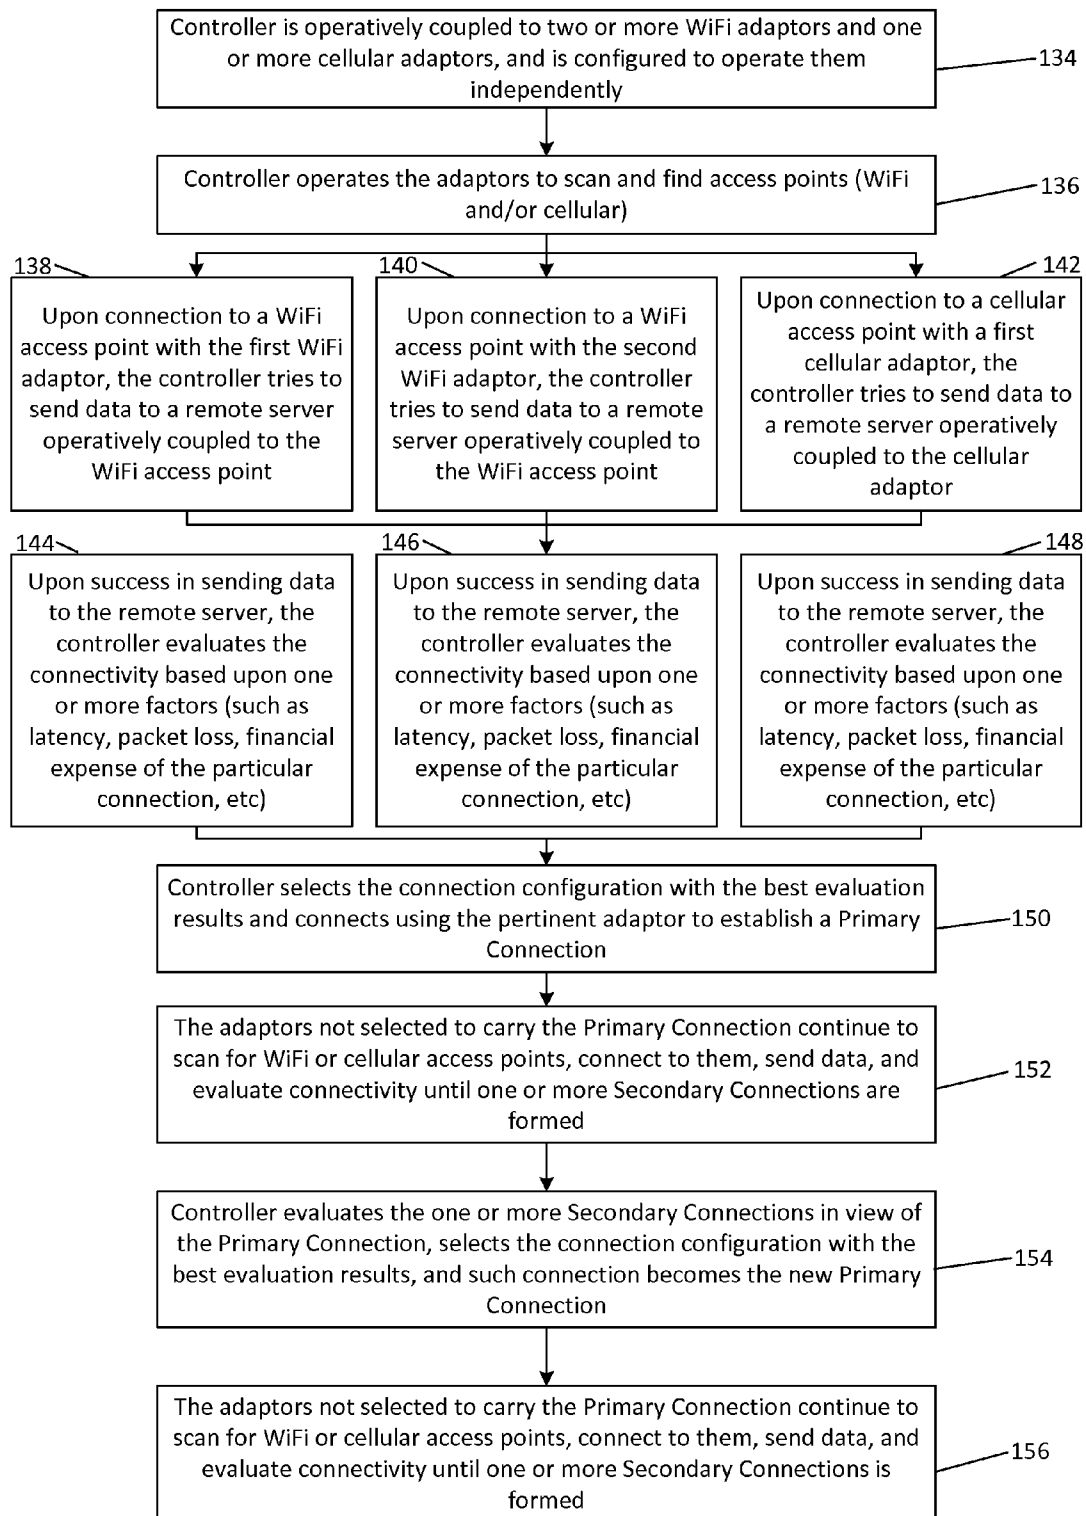 Controller is operatively coupled to two or more WiFi adaptors and one
or more cellular adaptors, and is configured to operate them
independently
134
Controller operates the adaptors to scan and find access points (WiFi
and/or cellular)
136
138
Upon connection to a WiFi
access point with the first WiFi
adaptor, the controller tries to
send data to a remote server
operatively coupled to the
WiFi access point
140
Upon connection to a WiFi
access point with the second
WiFi adaptor, the controller
tries to send data to a remote
server operatively coupled to
the WiFi access point
142
Upon connection to a cellular
access point with a first
cellular adaptor, the
controller tries to send data to
a remote server operatively
coupled to the cellular
adaptor
144
Upon success in sending data
to the remote server, the
controller evaluates the
connectivity based upon one
or more factors (such as
latency, packet loss, financial
expense of the particular
connection, etc)
146
Upon success in sending data
to the remote server, the
controller evaluates the
connectivity based upon one
or more factors (such as
latency, packet loss, financial
expense of the particular
connection, etc)
148
Upon success in sending data
to the remote server, the
controller evaluates the
connectivity based upon one
or more factors (such as
latency, packet loss, financial
expense of the particular
connection, etc)
Controller selects the connection configuration with the best evaluation
results and connects using the pertinent adaptor to establish a Primary
Connection
150
The adaptors not selected to carry the Primary Connection continue to
scan for WiFi or cellular access points, connect to them, send data, and
evaluate connectivity until one or more Secondary Connections are
formed
152
Controller evaluates the one or more Secondary Connections in view of
the Primary Connection, selects the connection configuration with the
best evaluation results, and such connection becomes the new Primary
Connection
154
The adaptors not selected to carry the Primary Connection continue to
scan for WiFi or cellular access points, connect to them, send data, and
evaluate connectivity until one or more Secondary Connections is
formed
156